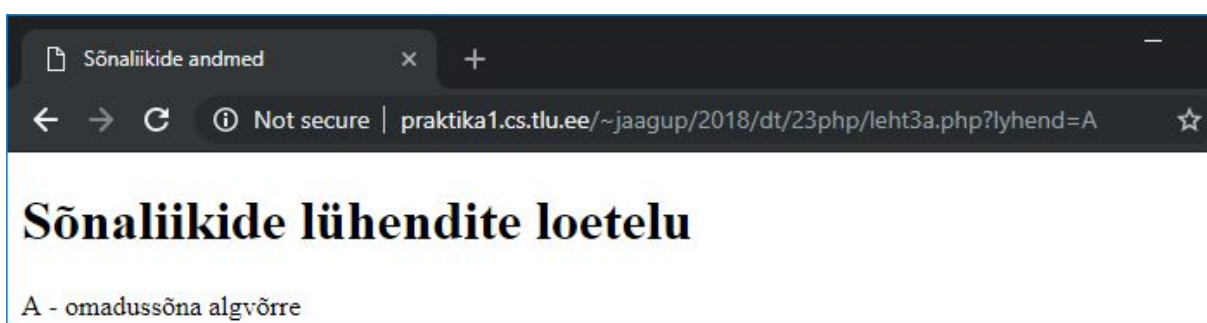 Sõnaliikide andmed
Not secure | praktika1.cs.tlu.ee/~jaagup/2018/dt/23php/leht3a.php?lyhend=A
Sõnaliikide lühendite loetelu
A - omadussõna algvõrre